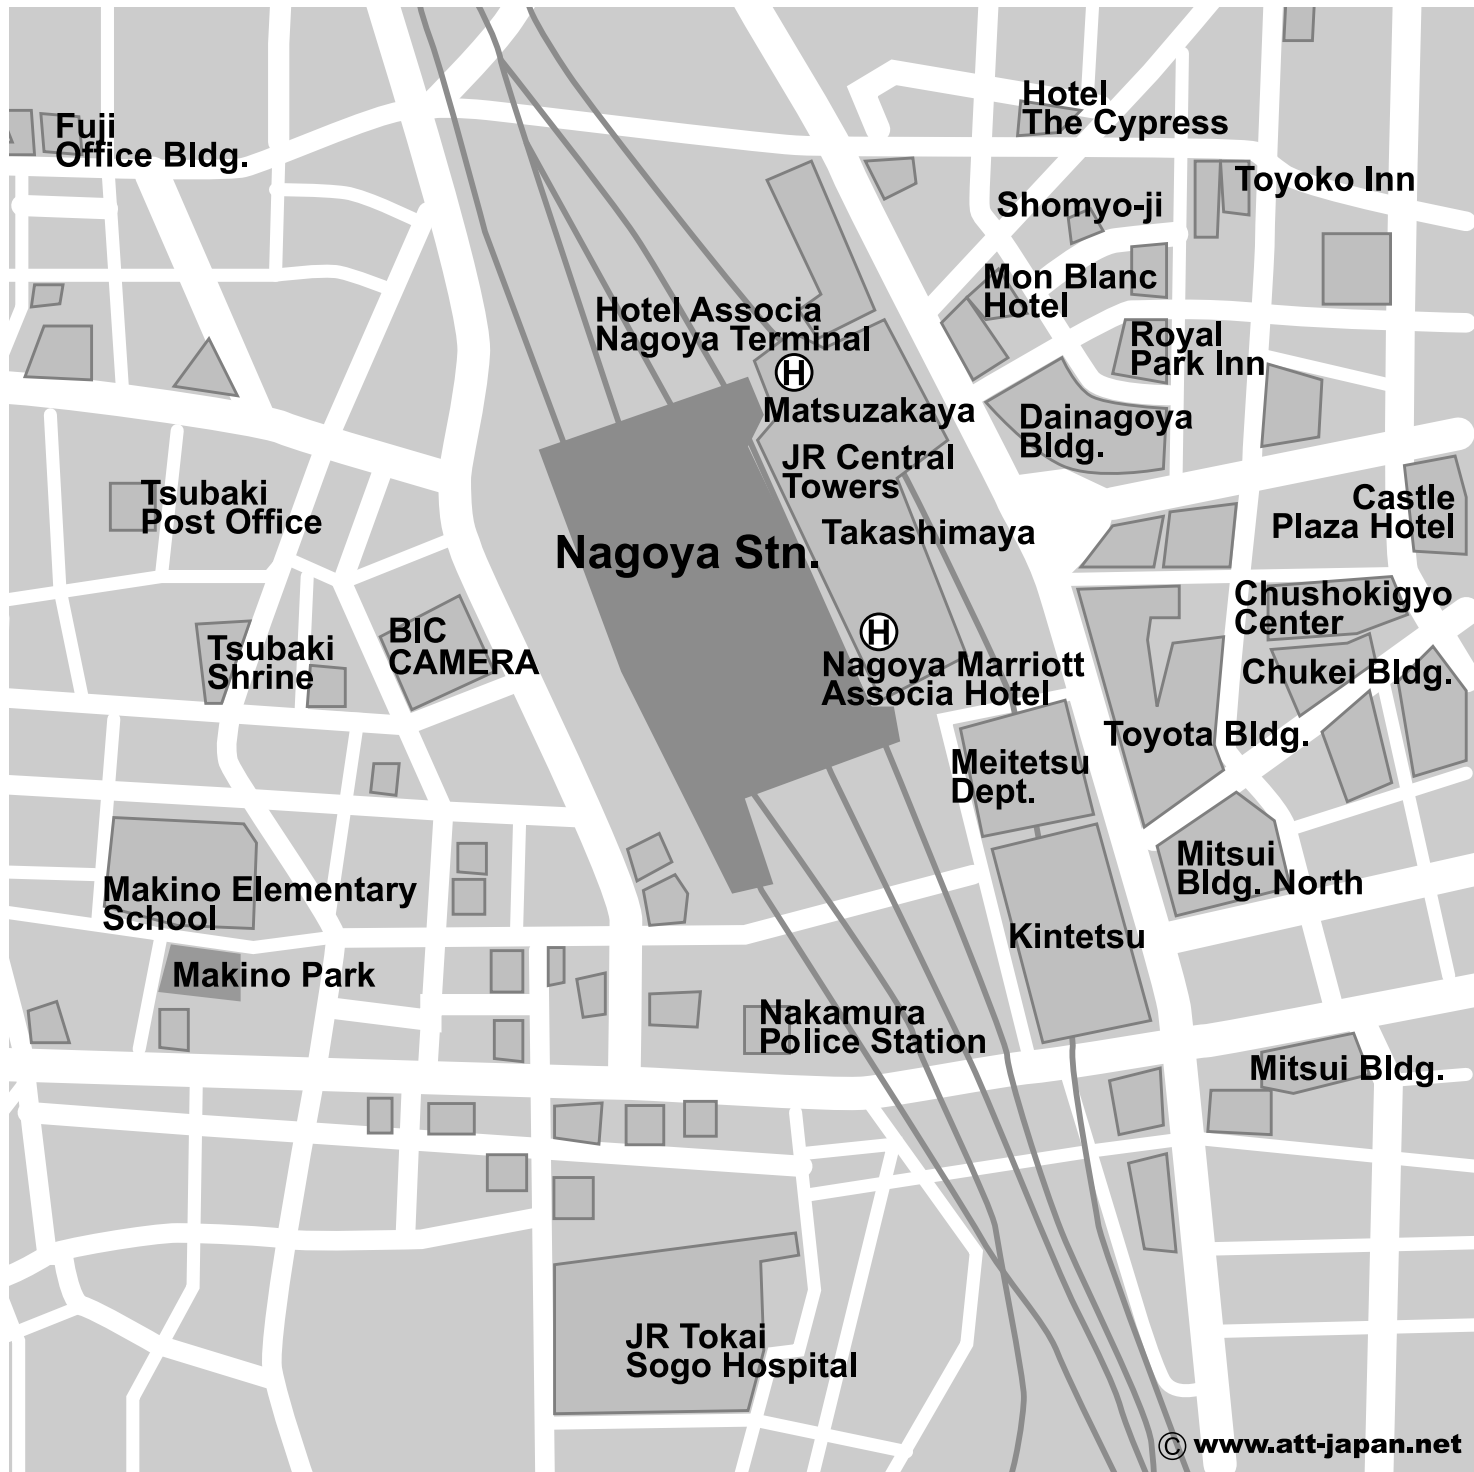 Hotel
The Cypress
Fuji
Office Bldg.
Toyoko Inn
Shomyo-ji
Mon Blanc
Hotel
Hotel Associa
Nagoya Terminal
H
Royal
Park Inn
Matsuzakaya
Dainagoya
Bldg.
JR Central
Towers
Tsubaki
Post Office
Castle
Plaza Hotel
Takashimaya
Nagoya Stn.
Chushokigyo
Center
BIC
CAMERA
H
Tsubaki
Shrine
Nagoya Marriott
Associa Hotel
Chukei Bldg.
Toyota Bldg.
Meitetsu
Dept.
Mitsui
Bldg. North
Makino Elementary
School
Kintetsu
Makino Park
Nakamura
Police Station
Mitsui Bldg.
JR Tokai
Sogo Hospital
© www.att-japan.net